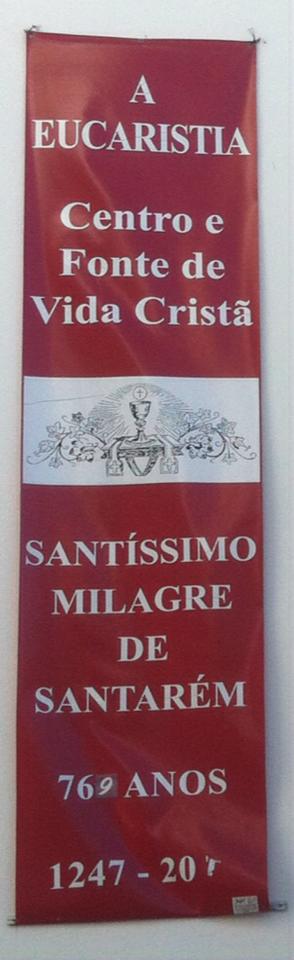 A
EUCARISTIA
Centro e
Fonte de
Vida Cristã
SANTÍSSIMO
MILAGRE
DE
SANTARÉM
769 ANOS
1247 -